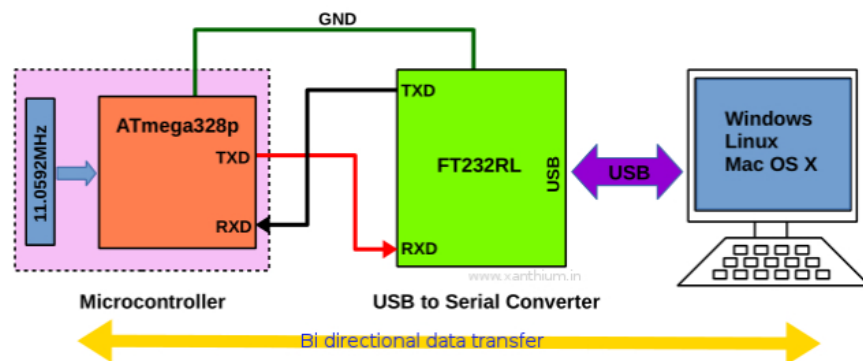 GND
11.0592MHz
ATmega328p
TXD
RXD
TXD
FT232RL
USB
RXD
www.xanthium.in
USB
Windows
Linux
Mac OS X
Microcontroller
USB to Serial Converter
Bi directional data transfer